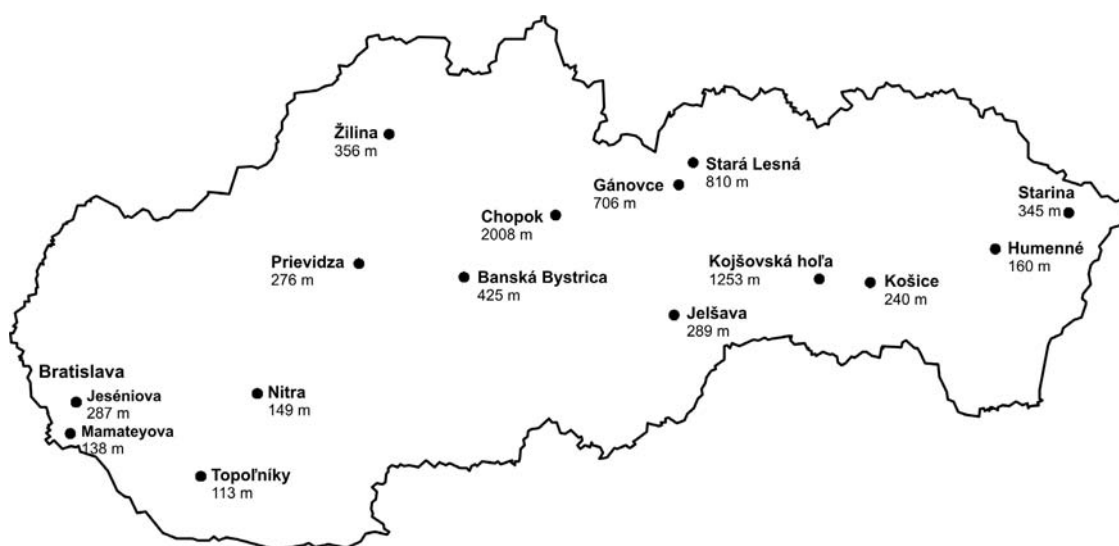 Žilina
356 m
Stará Lesná
810 m
Gánovce
706 m
Starina
345 m
Chopok
2008 m
Humenné
160 m
Prievidza
276 m
Banská Bystrica
425 m
Kojšovská hoľa
1253 m
Košice
240 m
Jelšava
289 m
Bratislava
Jeséniova
287 m
Mamateyova
138 m
Nitra
149 m
Topoľníky
113 m